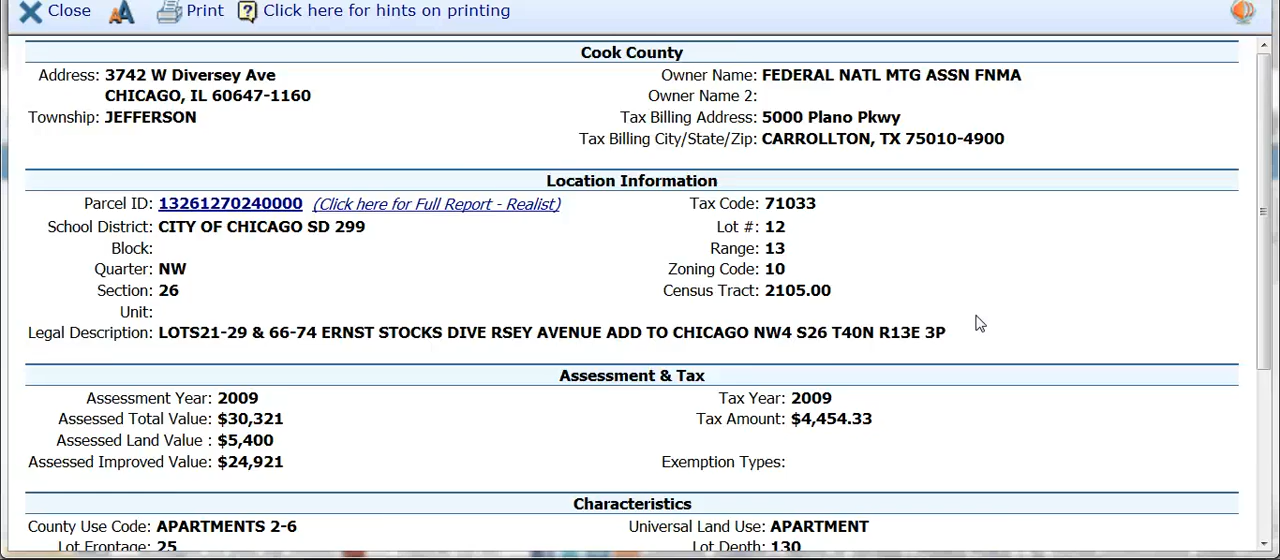 Close Print Click here for hints on printing
Cook County
Address: 3742 W Diversey Ave Owner Name: FEDERAL NATL MTG ASSN FNMA
CHICAGO, IL 60647-1160 Owner Name 2:
Township: JEFFERSON Tax Billing Address: 5000 Plano Pkwy
Tax Billing City/State/Zip: CARROLLTON, TX 75010-4900
Location Information
Parcel ID: 13261270240000 (Click here for Full Report - Realist) Tax Code: 71033
School District: CITY OF CHICAGO SD 299 Lot #: 12
Block: Range: 13
Quarter: NW Zoning Code: 10
Section: 26 Census Tract: 2105.00
Unit:
Legal Description: LOTS21-29 & 66-74 ERNST STOCKS DIVE RSEY AVENUE ADD TO CHICAGO NW4 S26 T40N R13E 3P
Assessment & Tax
Assessment Year: 2009 Tax Year: 2009
Assessed Total Value: $30,321 Tax Amount: $4,454.33
Assessed Land Value : $5,400
Assessed Improved Value: $24,921 Exemption Types:
Characteristics
County Use Code: APARTMENTS 2-6 Universal Land Use: APARTMENT
Lot Frontage: 25 Lot Depth: 130